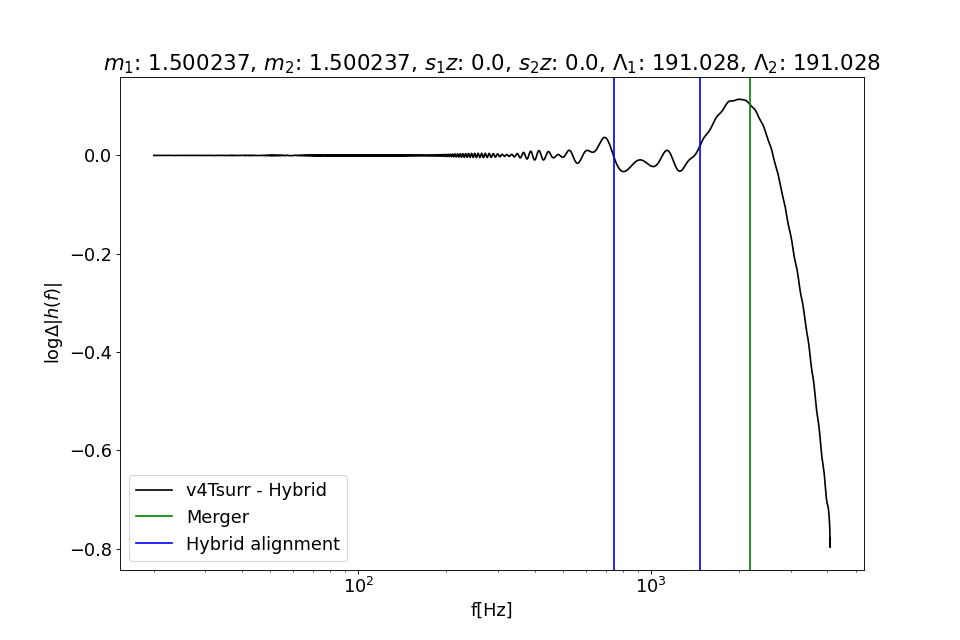 m₁: 1.500237, m₂: 1.500237, s₁z: 0.0, s₂z: 0.0, Λ₁: 191.028, Λ₂: 191.028
0.0
−0.2
−0.4
−0.6
−0.8
logΔ|h(f)|
v4Tsurr - Hybrid
Merger
Hybrid alignment
10²
10³
f[Hz]